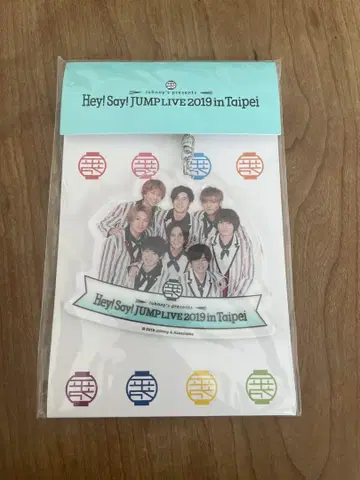 Johnny's presents
Hey! Say! JUMP LIVE 2019 in Taipei
Johnny's presents
Hey! Say! JUMP LIVE 2019 in Taipei
© 2019 Johnny & Associates